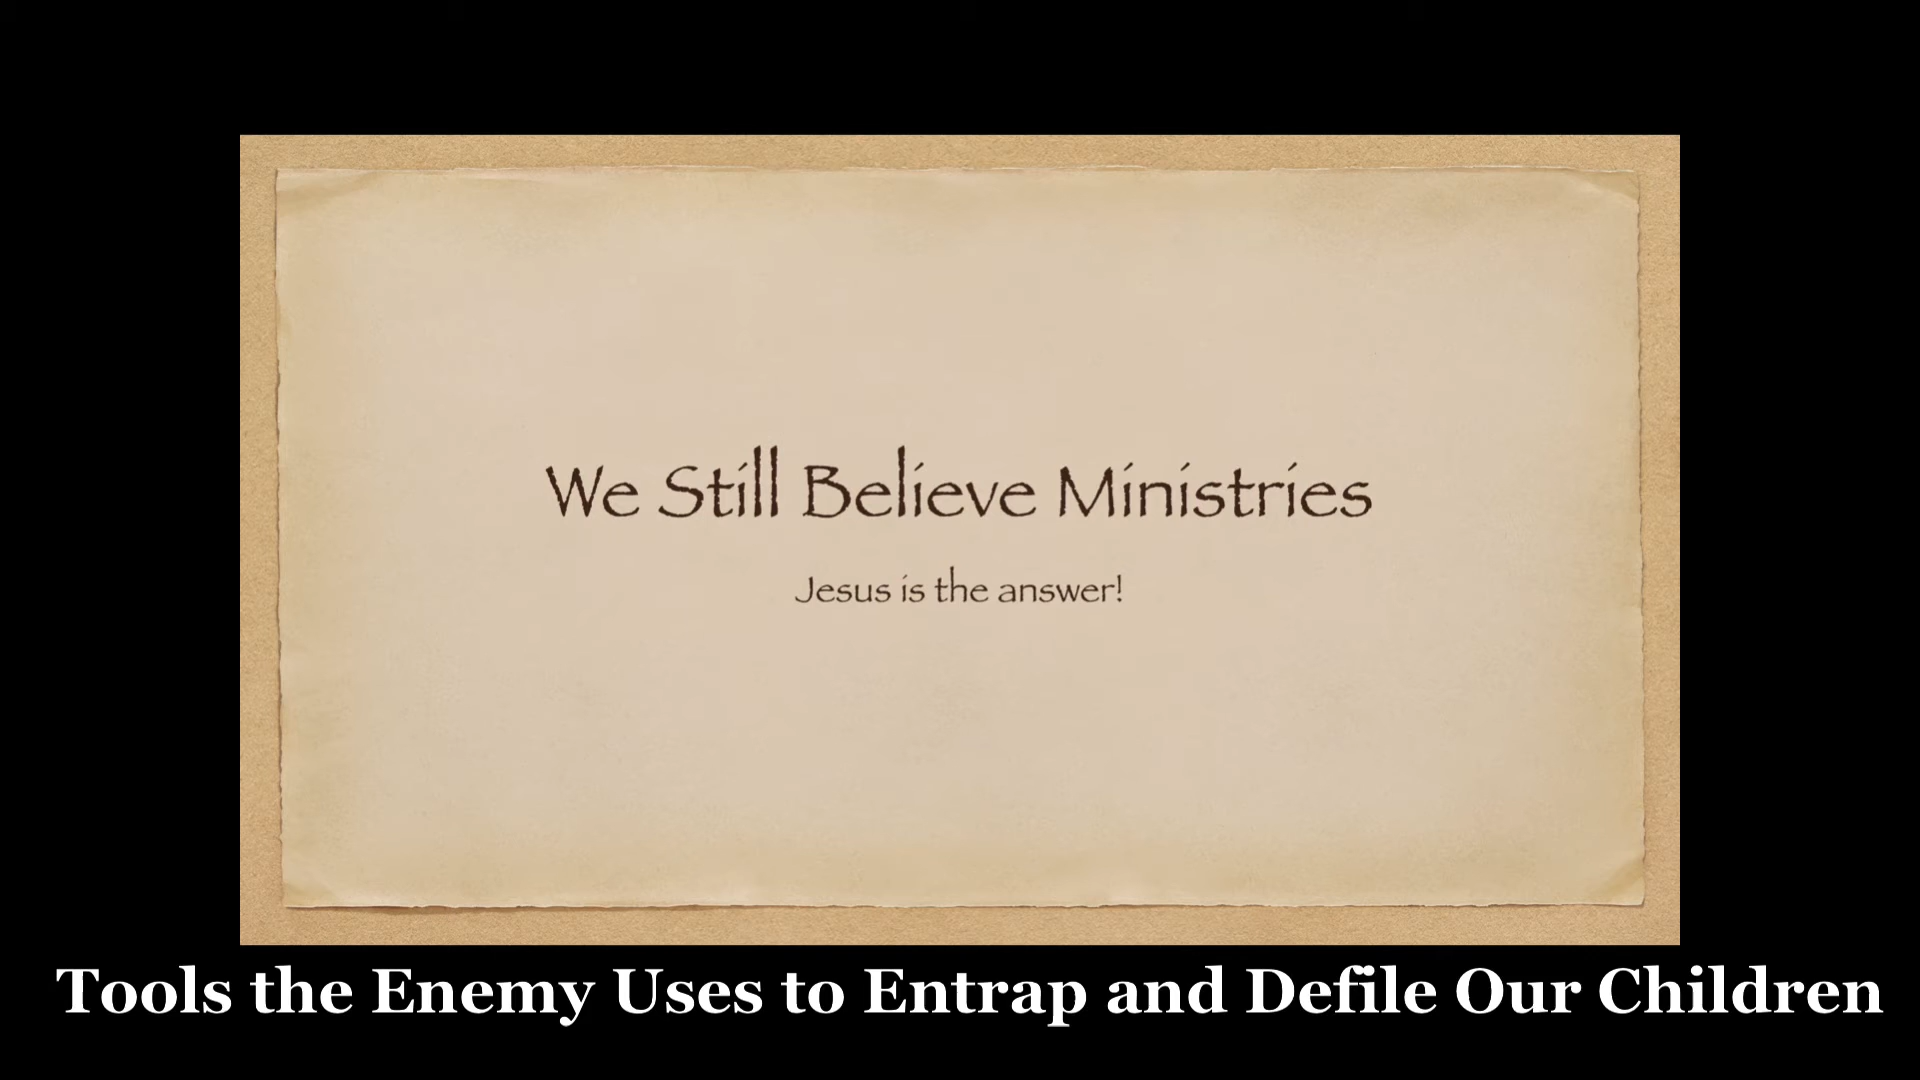 We Still Believe Ministries
Jesus is the answer!
Tools the Enemy Uses to Entrap and Defile Our Children